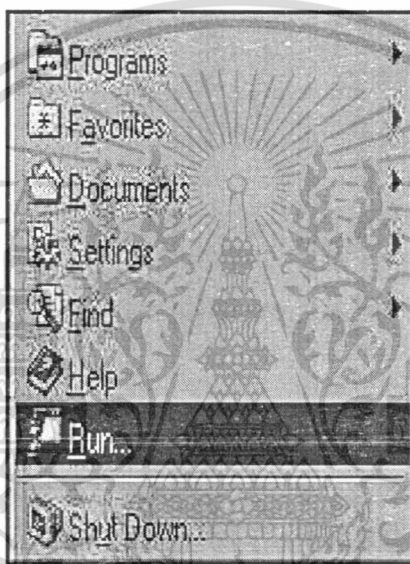 Programs
Favorites
Documents
Settings
Find
Help
Run...
Shut Down...